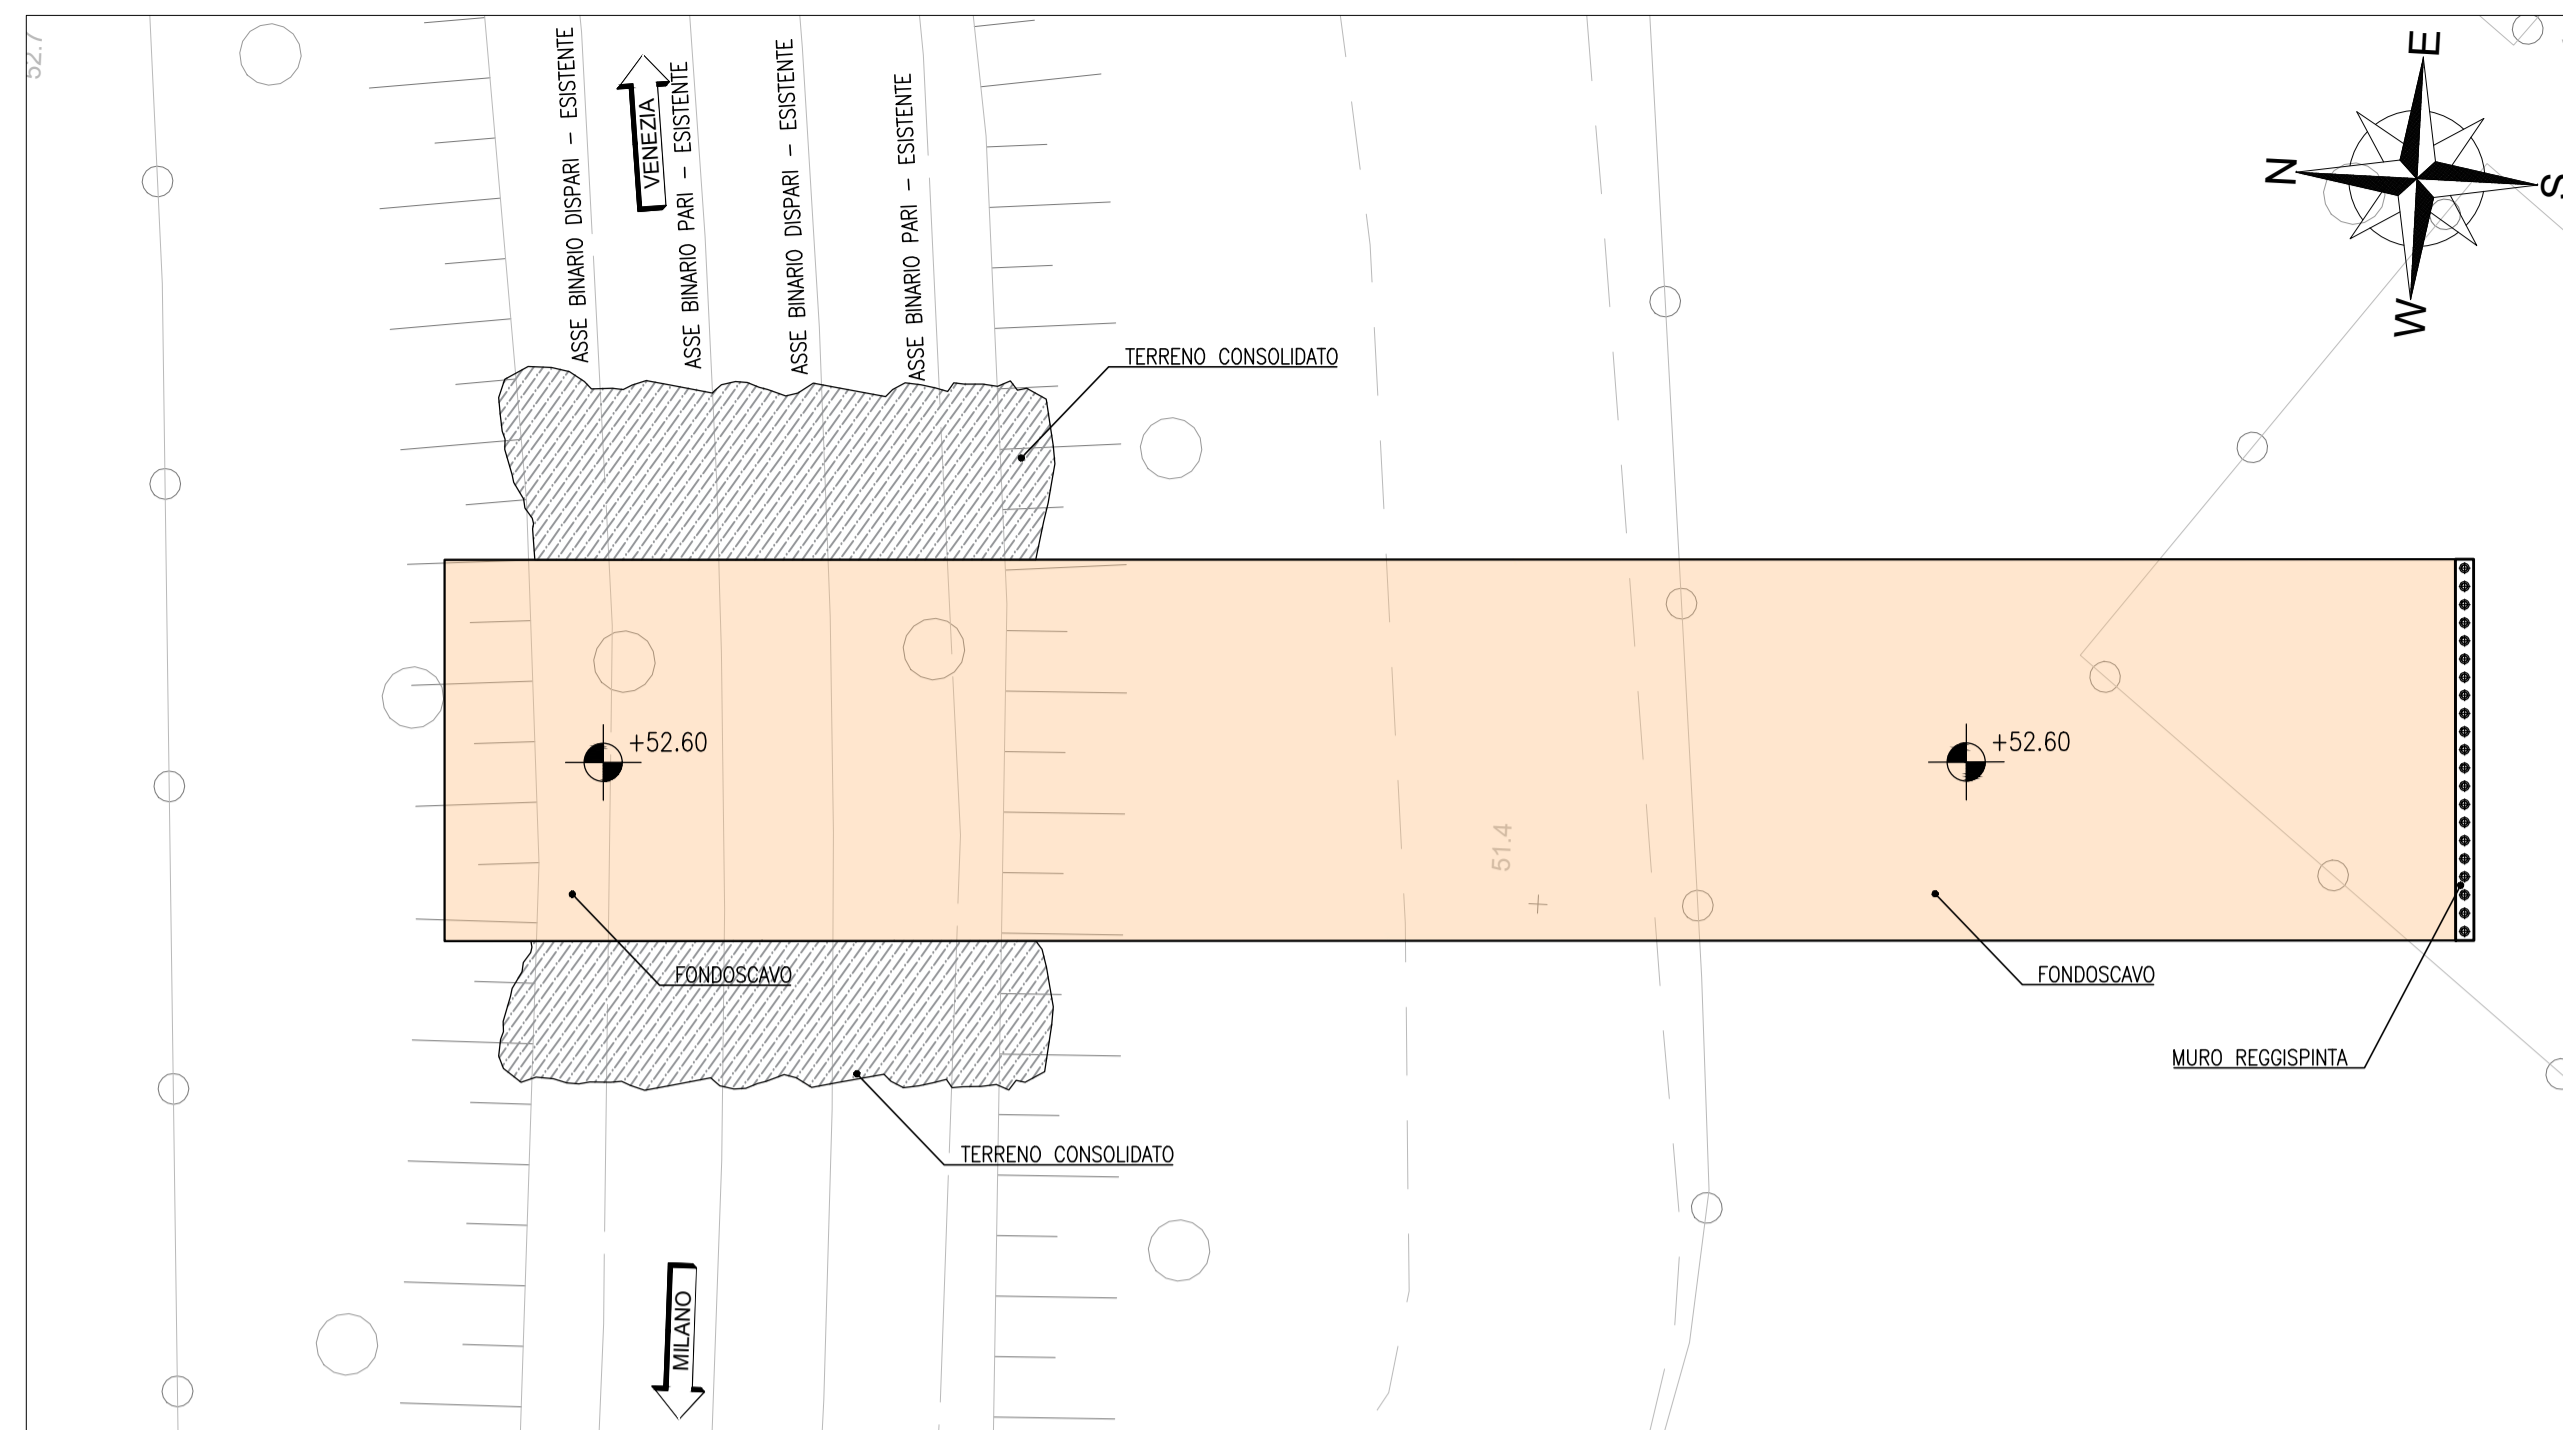 52.7
ASSE BINARIO DISPARI - ESISTENTE
VENEZIA
ASSE BINARIO PARI - ESISTENTE
ASSE BINARIO DISPARI - ESISTENTE
ASSE BINARIO PARI - ESISTENTE
E
N
S
W
TERRENO CONSOLIDATO
+52.60
+52.60
51.4
FONDOSCAVO
FONDOSCAVO
MURO REGGISPINTA
TERRENO CONSOLIDATO
MILANO